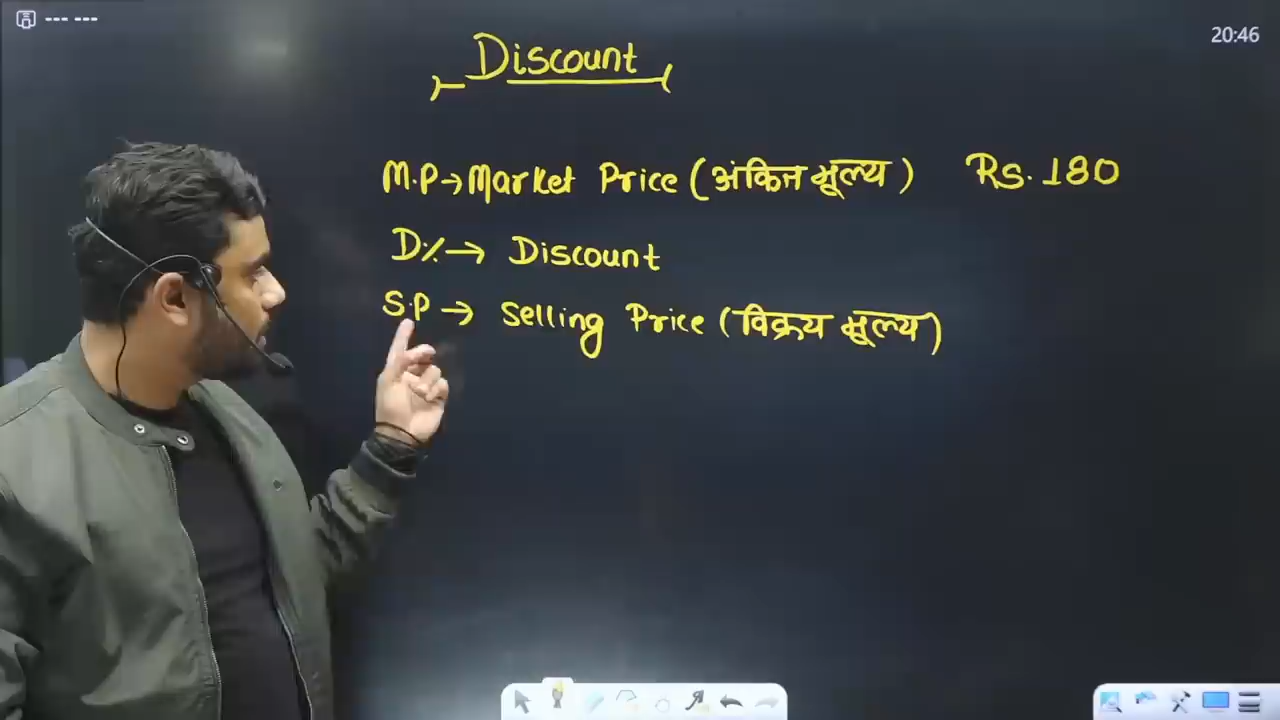 --- ---
20:46
Discount
M.P→Market Price (अंकित मूल्य) Rs. 180
D%→ Discount
S.P → Selling Price (विक्रय मूल्य)